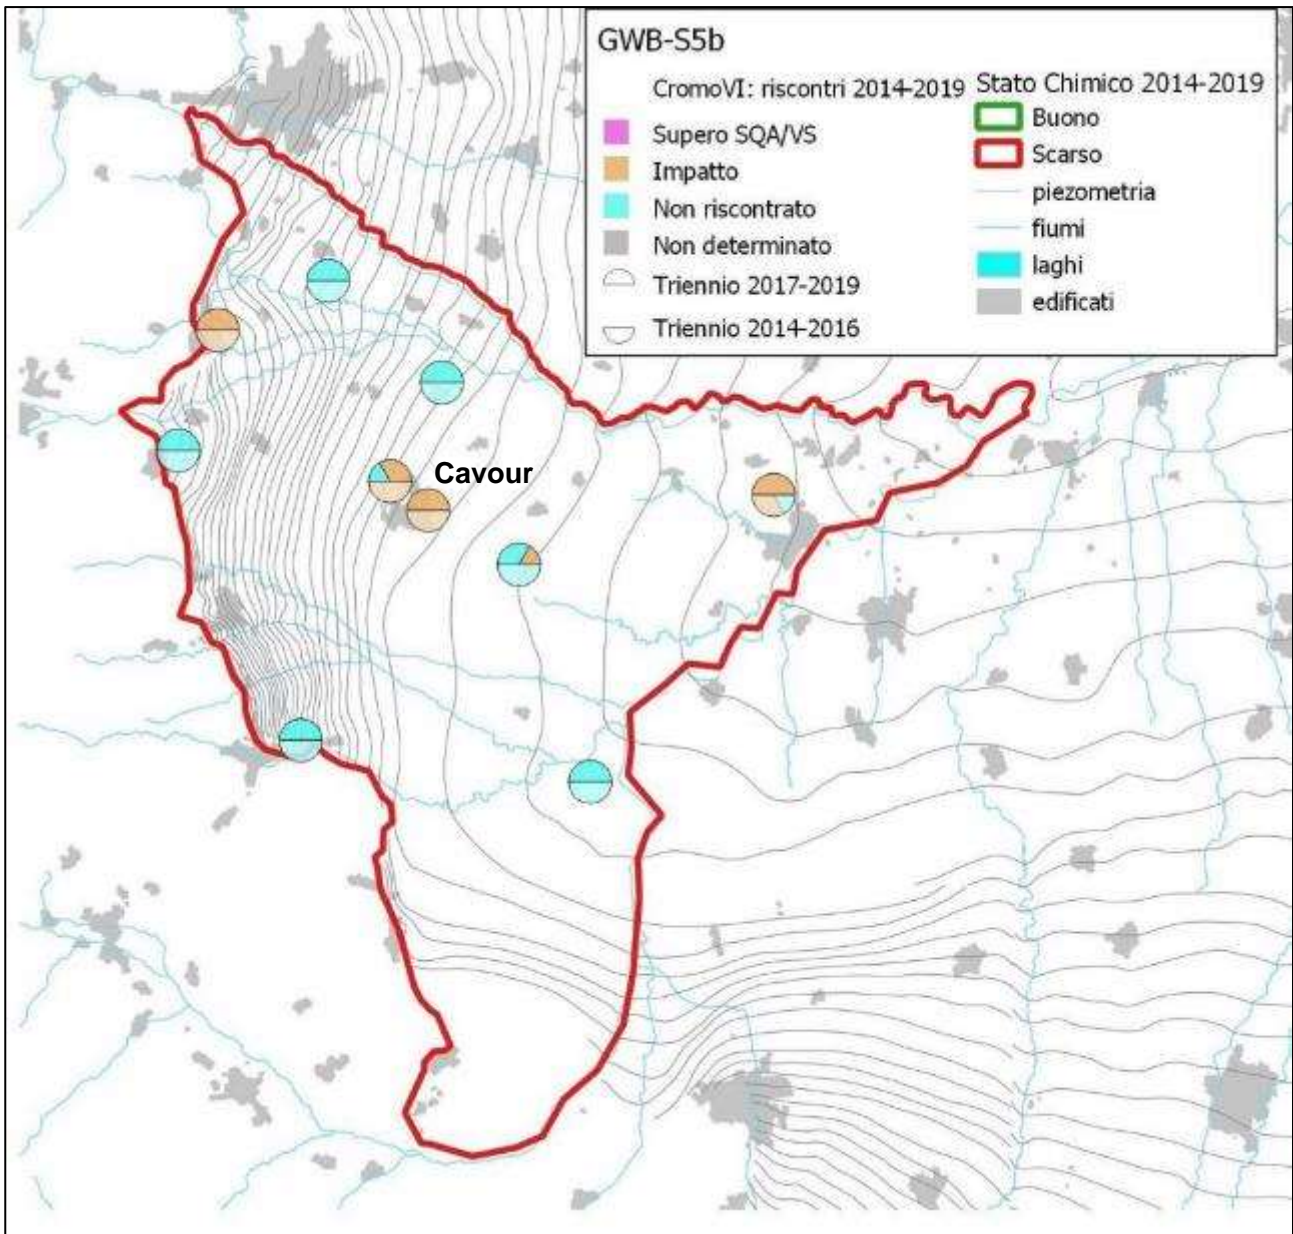 GWB-S5b
CromoVI: riscontri 2014-2019
Supero SQA/VS
Impatto
Non riscontrato
Non determinato
Triennio 2017-2019
Triennio 2014-2016
Stato Chimico 2014-2019
Buono
Scarso
piezometria
fiumi
laghi
edificati
Cavour